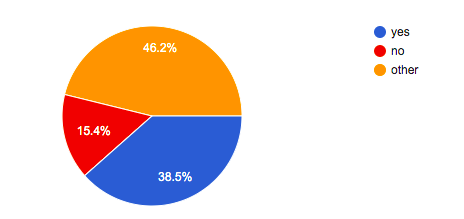 46.2%
15.4%
38.5%
yes
no
other